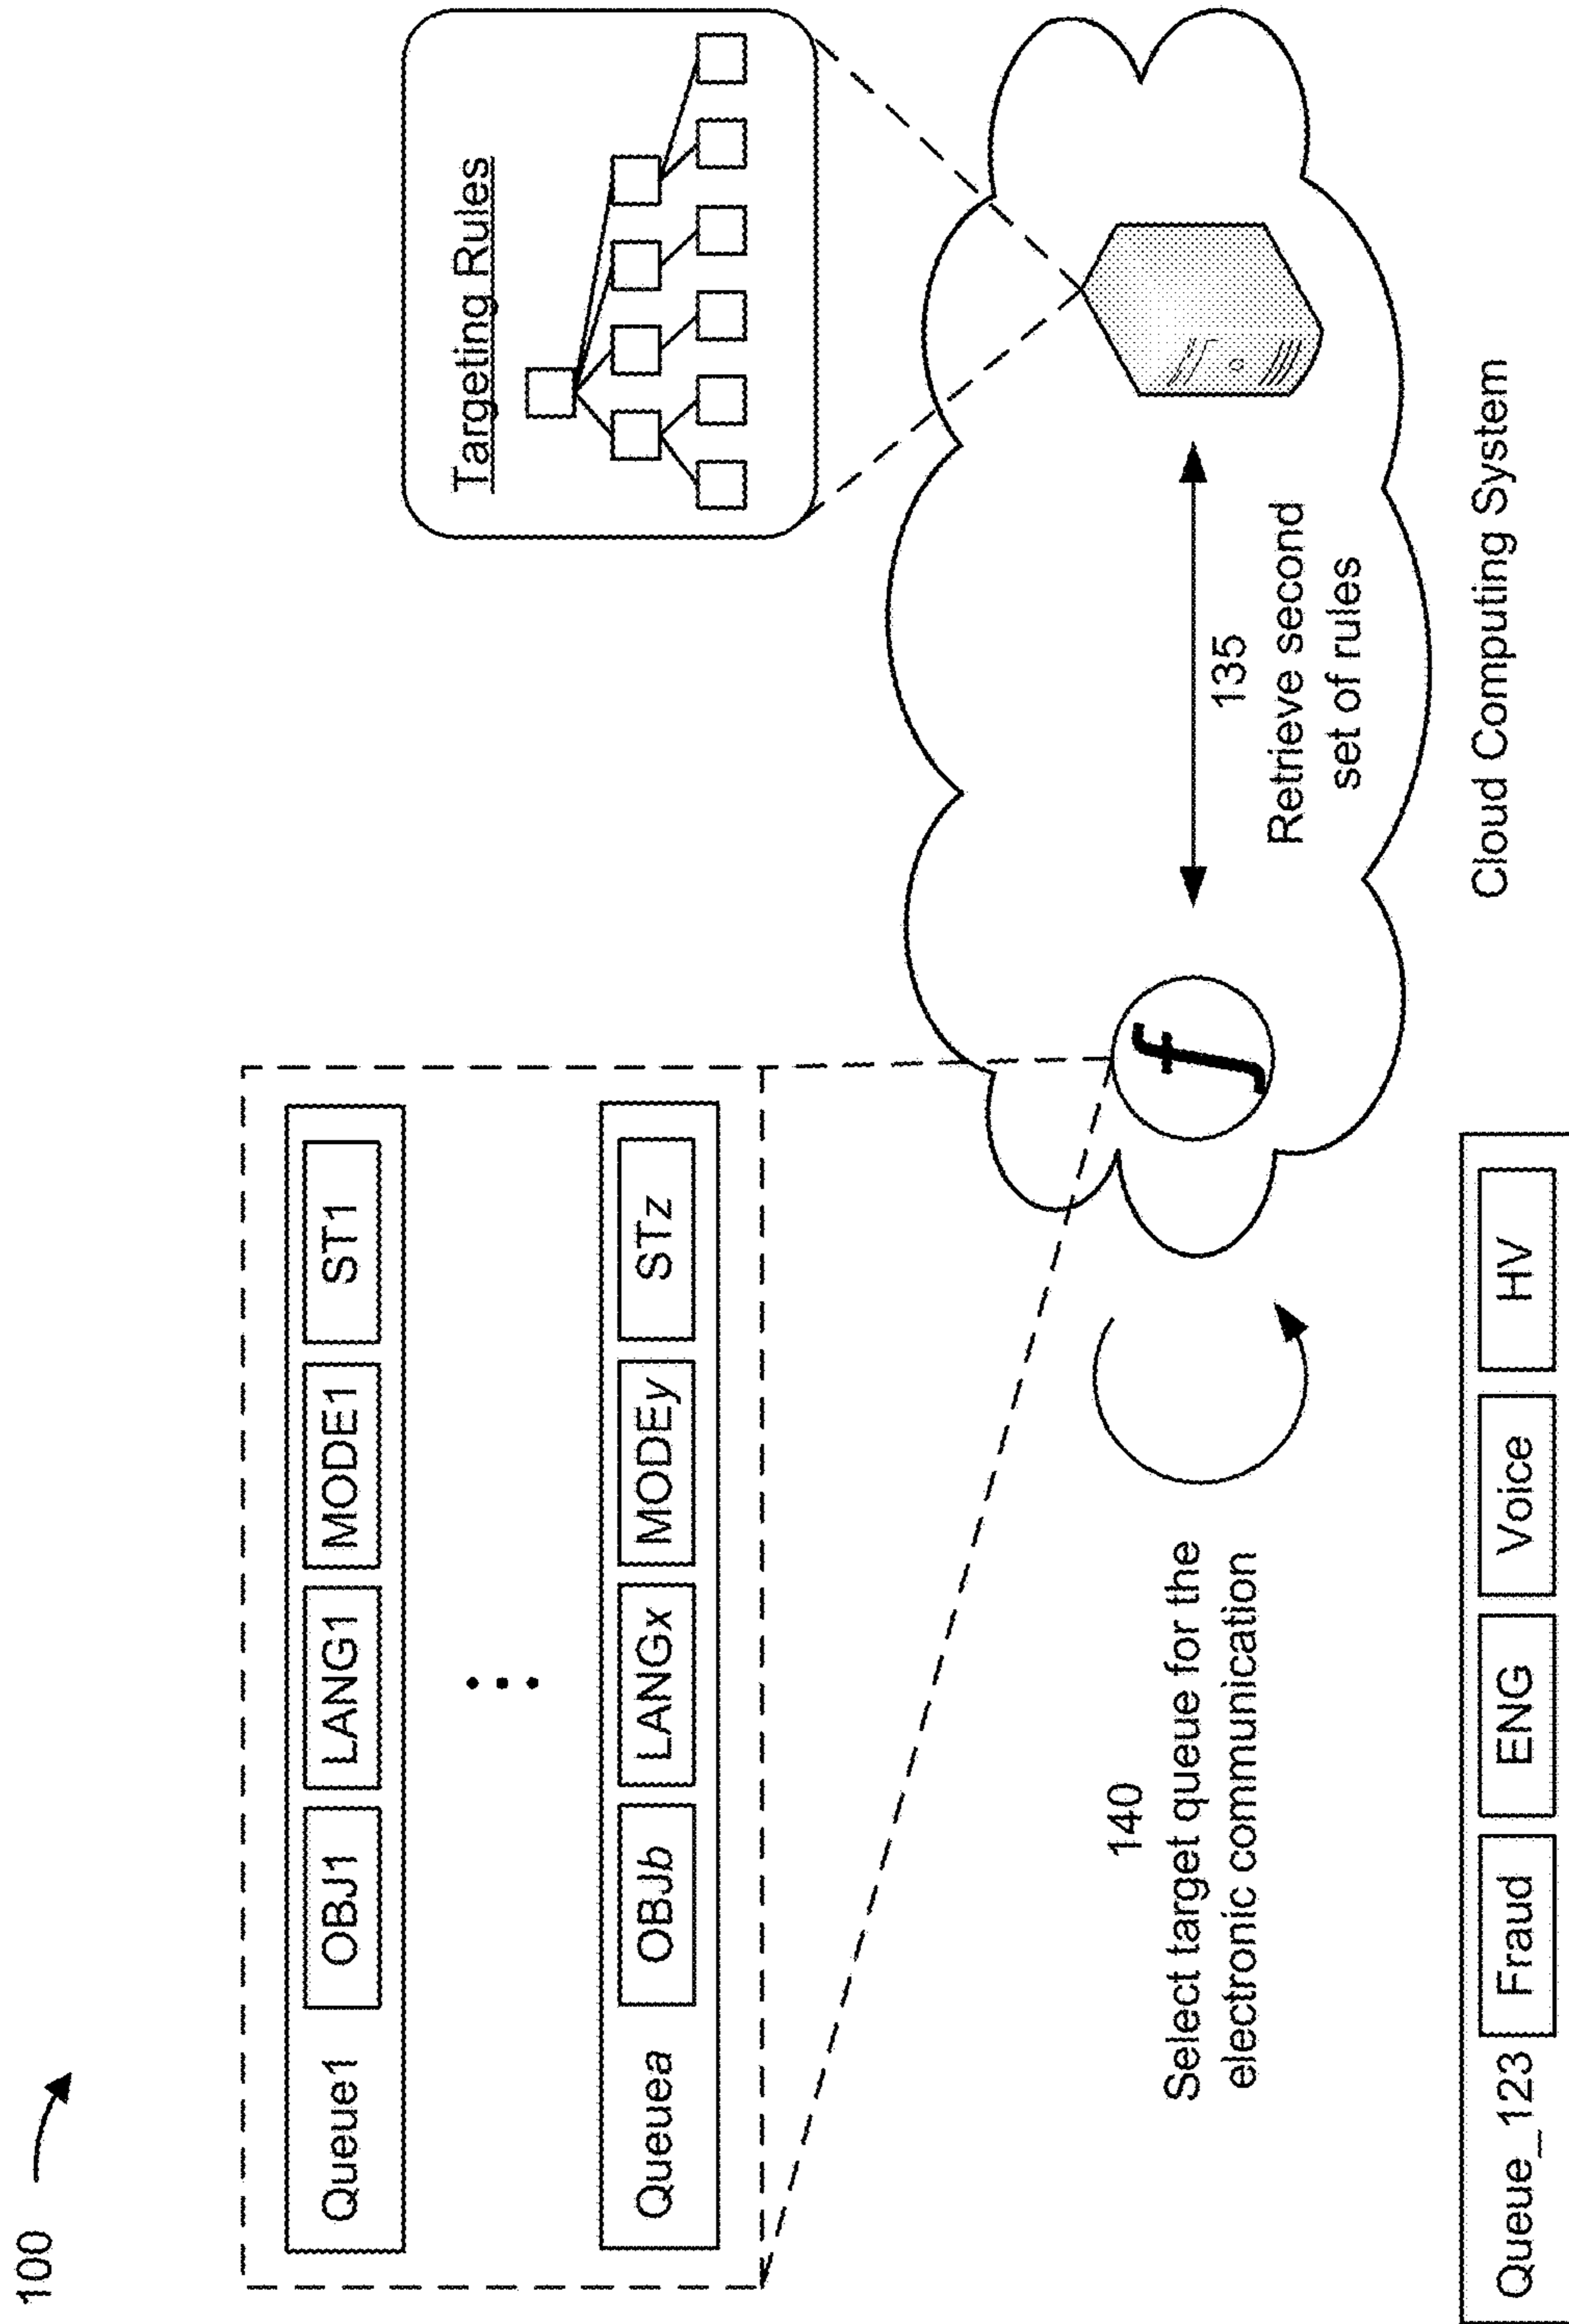 100
Queue1 OBJ1 LANG1 MODE1 ST1
Queuea OBJb LANGx MODEy STz
Targeting Rules
140
Select target queue for the
electronic communication
f
135
Retrieve second
set of rules
Cloud Computing System
Queue_123 Fraud ENG Voice HV